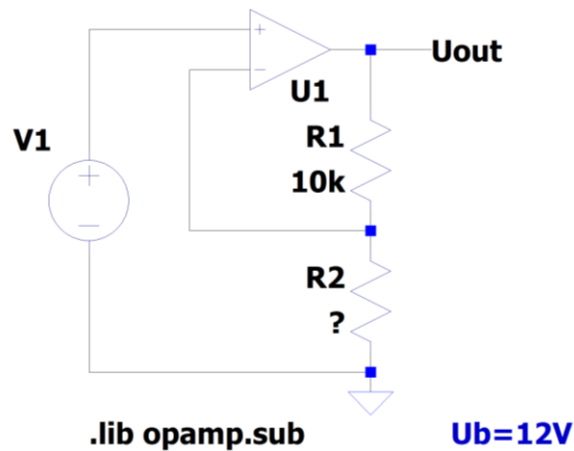 +
−
U1
Uout
V1
+
−
R1
10k
R2
?
.lib opamp.sub
Ub=12V